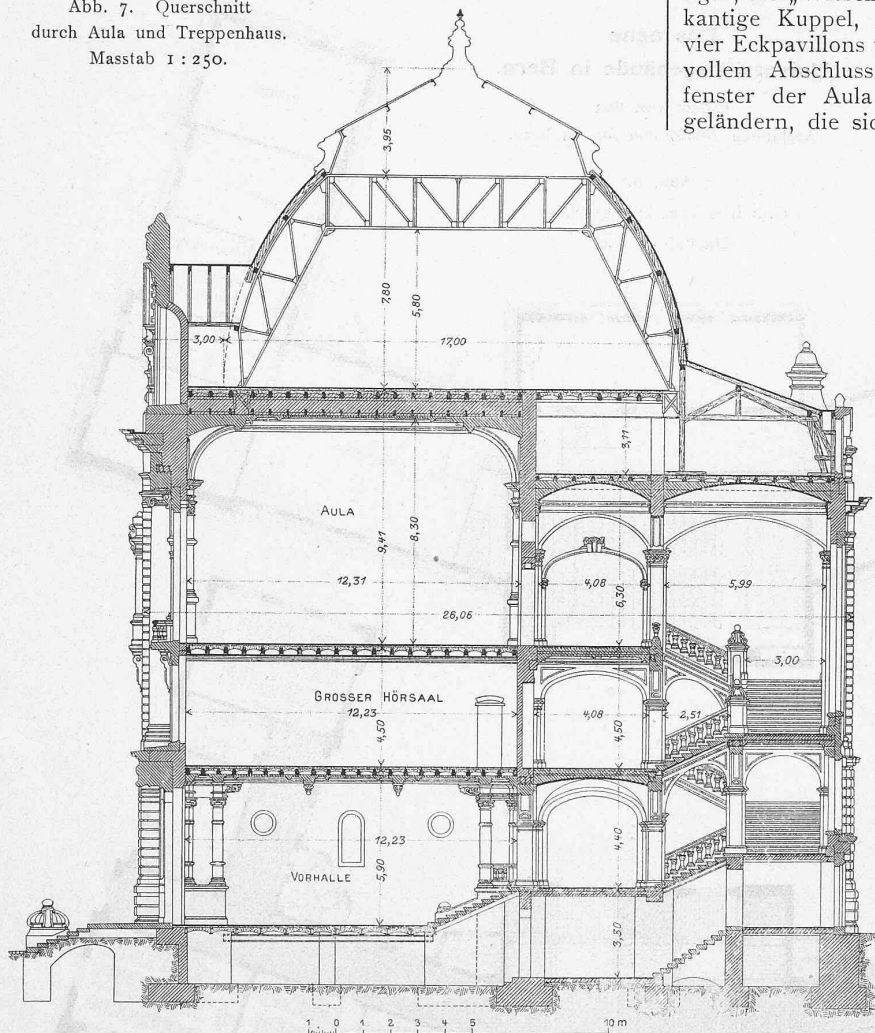 Abb. 7. Querschnitt
durch Aula und Treppenhaus.
Masstab 1 : 250.
kantige Kuppel,
vier Eckpavillons
vollem Abschluss
fenster der Aula
geländern, die sic
3,95
7,80
5,80
3,00
17,00
3,11
AULA
9,41
8,30
12,31
4,08
6,30
5,99
26,06
3,00
GROSSER HÖRSAAL
12,23
4,50
4,08
4,50
2,51
12,23
4,40
VORHALLE
5,90
3,50
1 0 1 2 3 4 5 10 m